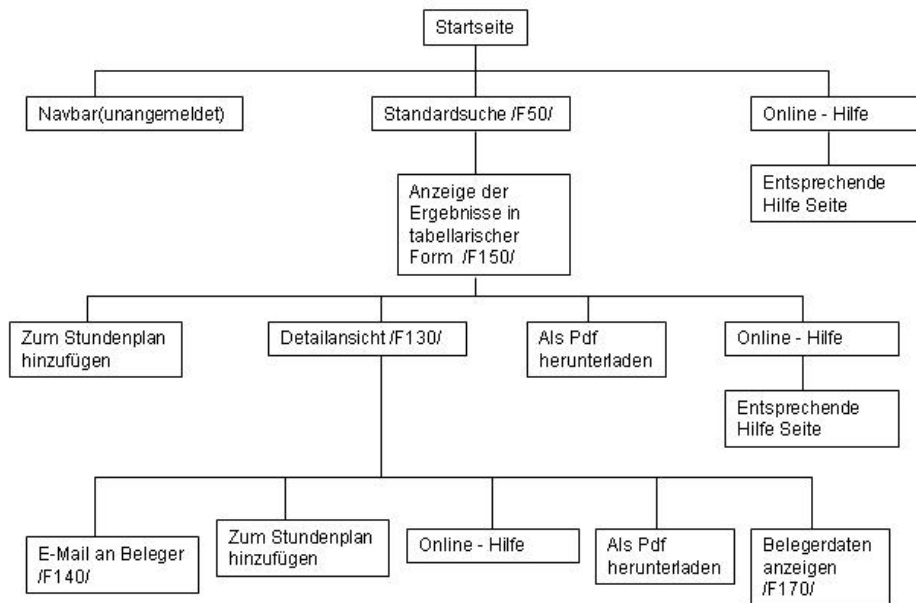 Startseite
Navbar(unangemeldet)
Standardsuche /F50/
Online - Hilfe
Anzeige der
Ergebnisse in
tabellarischer
Form /F150/
Entsprechende
Hilfe Seite
Zum Stundenplan
hinzufügen
Detailansicht /F130/
Als Pdf
herunterladen
Online - Hilfe
Entsprechende
Hilfe Seite
E-Mail an Beleger
/F140/
Zum Stundenplan
hinzufügen
Online - Hilfe
Als Pdf
herunterladen
Belegerdaten
anzeigen
/F170/